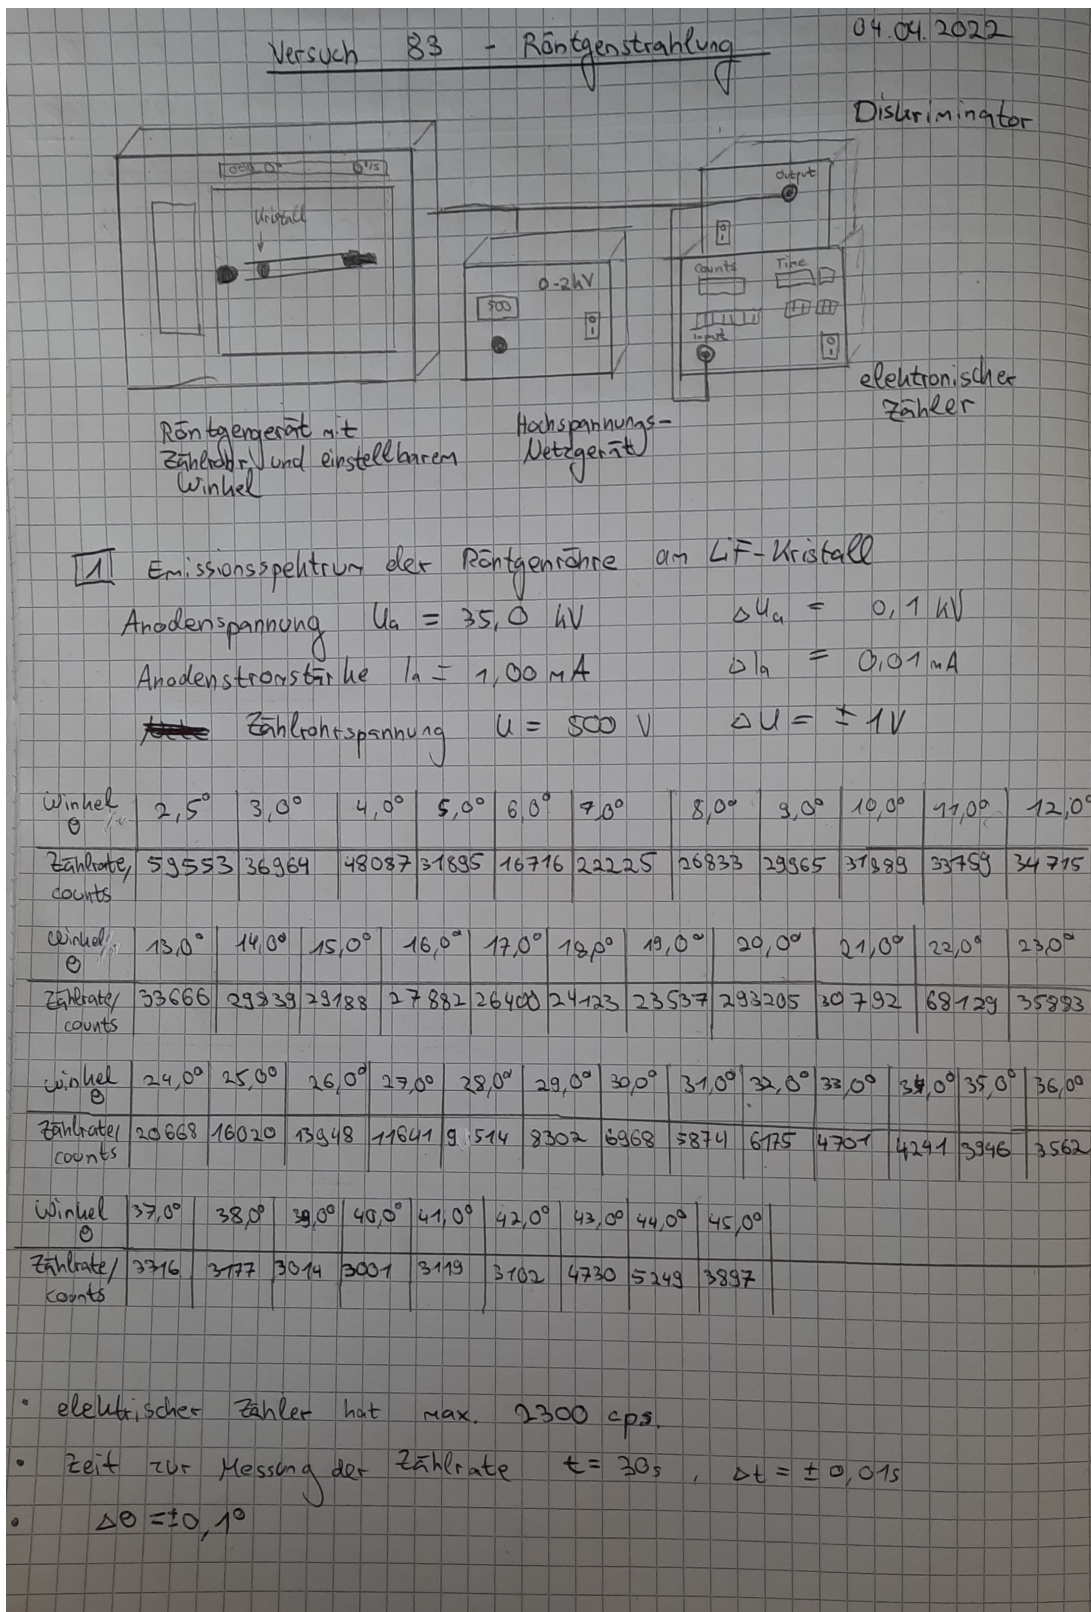 04.04.2022
Versuch 83 - Röntgenstrahlung
Diskriminator
Output
Kristall
Counts Time
0-2kV
500
Input
elektronischer
Zähler
Röntgengerät mit
Zählrohr und einstellbarem
Winkel
Hochspannungs-
Netzgerät
1 Emissionsspektrum der Röntgenröhre am LiF-Kristall
Anodenspannung Ua = 35,0 kV ΔUa = 0,1 kV
Anodenstromstärke Ia = 1,00 mA ΔIa = 0,01 mA
Zählrohrspannung U = 500 V ΔU = ± 1V
Winkel 2,5° 3,0° 4,0° 5,0° 6,0° 7,0° 8,0° 9,0° 10,0° 11,0° 12,0°
Θ
Zählrate/ 59553 36964 48087 31895 16716 22225 26833 29965 31889 33759 34715
counts
Winkel 13,0° 14,0° 15,0° 16,0° 17,0° 18,0° 19,0° 20,0° 21,0° 22,0° 23,0°
Θ
Zählrate/ 33666 29839 29188 27882 26400 24123 23537 293205 30792 68129 35893
counts
Winkel 24,0° 25,0° 26,0° 27,0° 28,0° 29,0° 30,0° 31,0° 32,0° 33,0° 34,0° 35,0° 36,0°
Θ
Zählrate/ 20668 16020 13948 11641 9514 8302 6968 5874 6175 4701 4241 3946 3562
counts
Winkel 37,0° 38,0° 39,0° 40,0° 41,0° 42,0° 43,0° 44,0° 45,0°
Θ
Zählrate/ 3316 3177 3014 3001 3119 3102 4730 5249 3897
counts
• elektrischer Zähler hat max. 2300 cps.
• Zeit zur Messung der Zählrate t = 30s , Δt = ± 0,01s
• ΔΘ = ±0,1°